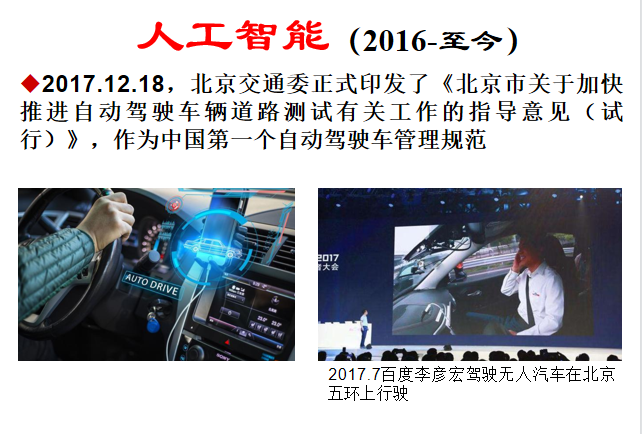 人工智能（2016-至今）
◆2017.12.18，北京交通委正式印发了《北京市关于加快
推进自动驾驶车辆道路测试有关工作的指导意见（试
行）》，作为中国第一个自动驾驶车管理规范
AUTO DRIVE
2017
者大会
2017.7百度李彦宏驾驶无人汽车在北京
五环上行驶